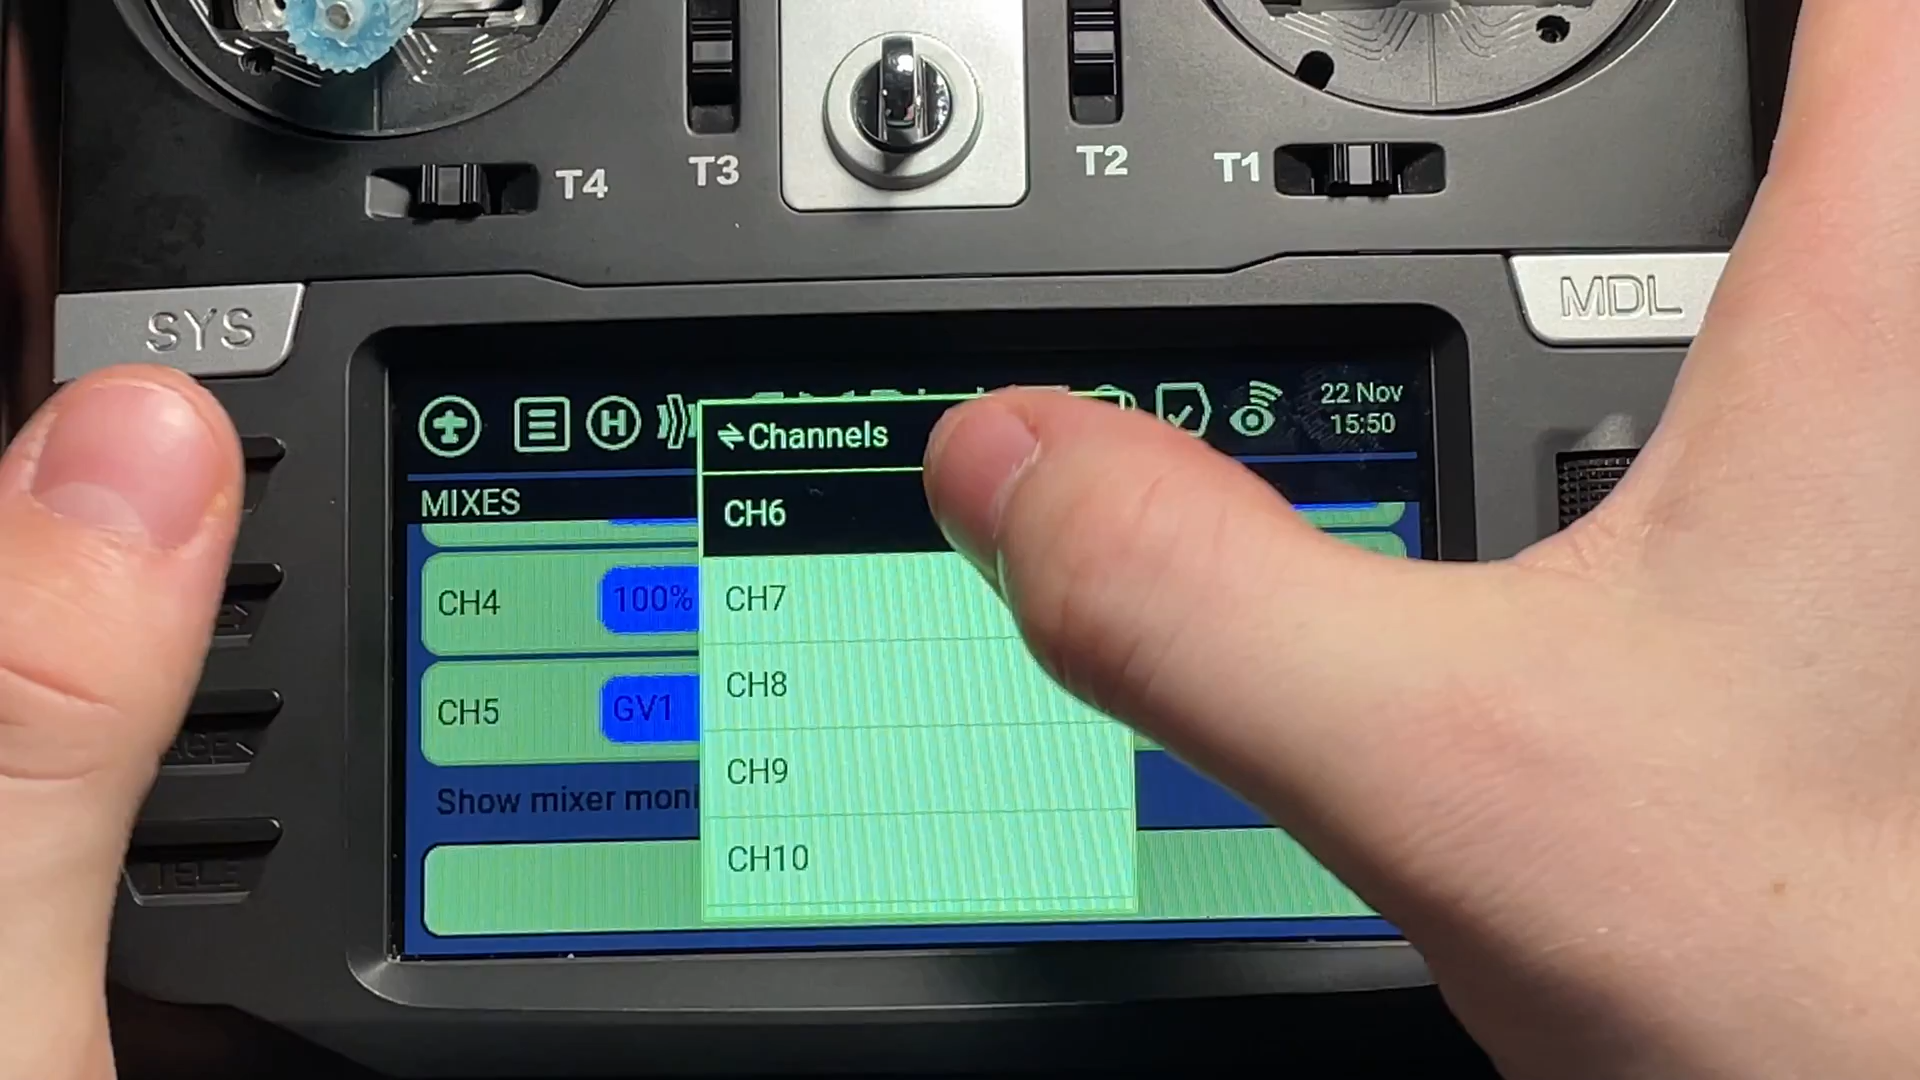 T4
T3
T2
T1
SYS
MDL
22 Nov
15:50
Channels
MIXES
CH6
CH4
100%
CH7
CH8
CH5
GV1
CH9
Show mixer
CH10
TELE